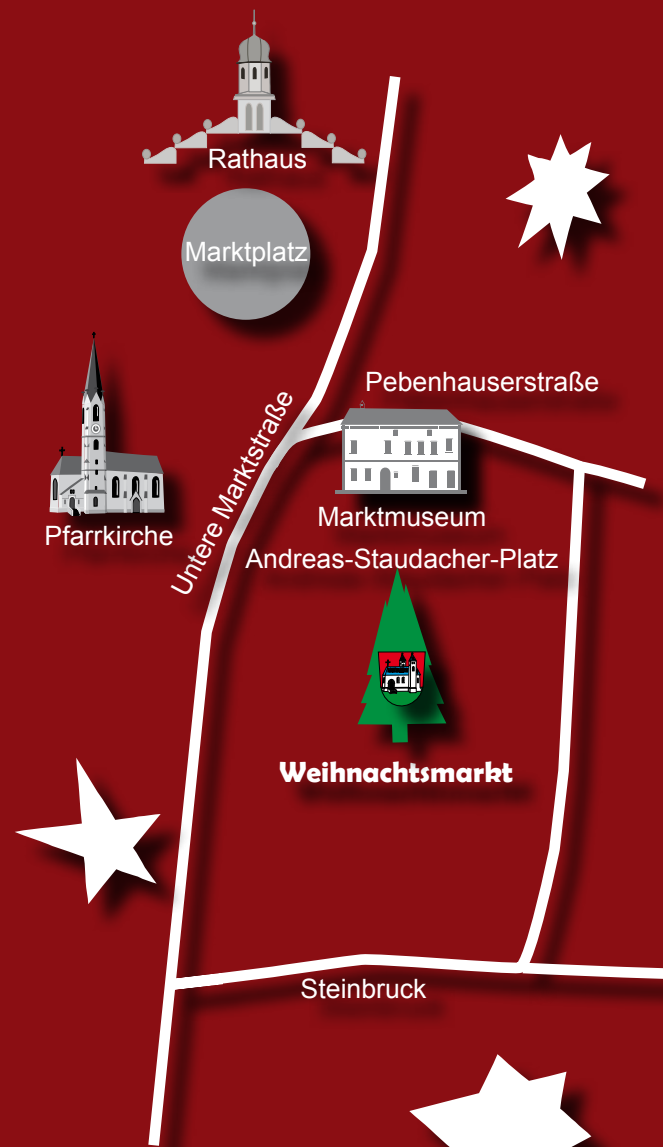 Rathaus
Marktplatz
Pebenhauserstraße
Untere Marktstraße
Marktmuseum
Pfarrkirche
Andreas-Staudacher-Platz
Weihnachtsmarkt
Steinbruck